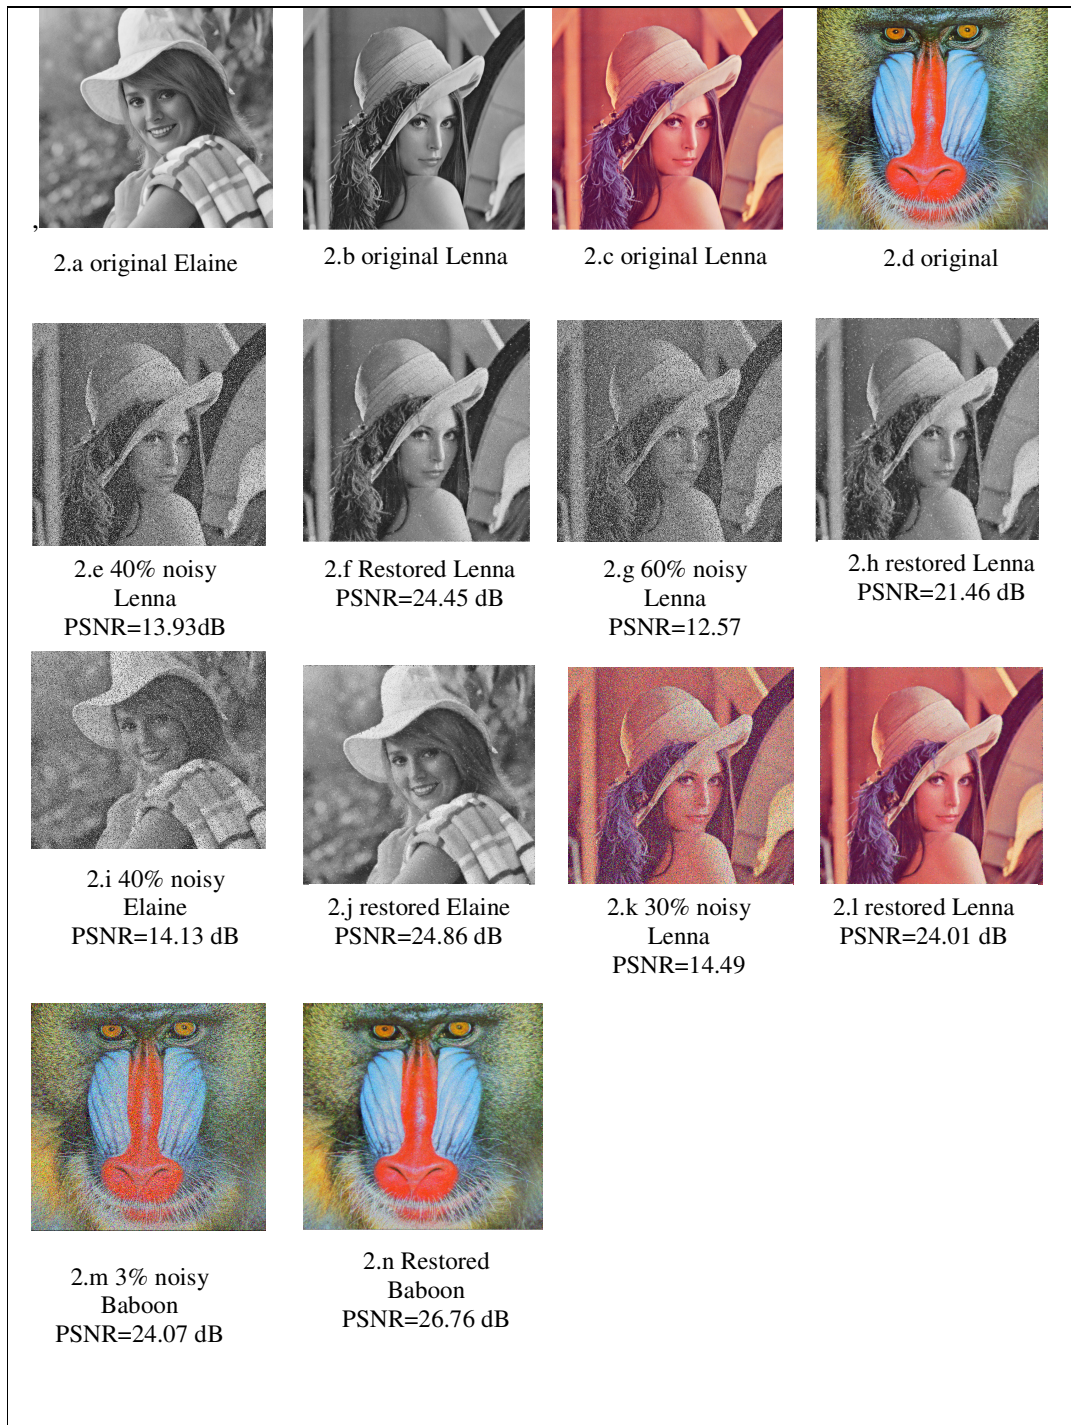 ,
2.a original Elaine
2.b original Lenna
2.c original Lenna
2.d original
2.e 40% noisy
Lenna
PSNR=13.93dB
2.f Restored Lenna
PSNR=24.45 dB
2.g 60% noisy
Lenna
PSNR=12.57
2.h restored Lenna
PSNR=21.46 dB
2.i 40% noisy
Elaine
PSNR=14.13 dB
2.j restored Elaine
PSNR=24.86 dB
2.k 30% noisy
Lenna
PSNR=14.49
2.l restored Lenna
PSNR=24.01 dB
2.m 3% noisy
Baboon
PSNR=24.07 dB
2.n Restored
Baboon
PSNR=26.76 dB